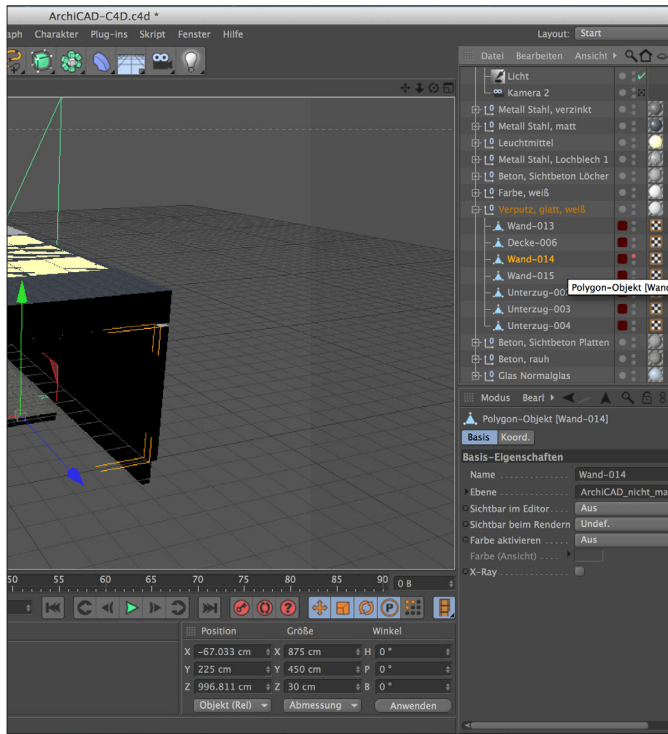 ArchiCAD-C4D.c4d *
aph Charakter Plug-ins Skript Fenster Hilfe
Layout: Start
Datei Bearbeiten Ansicht
Licht
Kamera 2
Metall Stahl, verzinkt
Metall Stahl, matt
Leuchtmittel
Metall Stahl, Lochblech 1
Beton, Sichtbeton Löcher
Farbe, weiß
Verputz, glatt, weiß
Wand-013
Decke-006
Wand-014
Wand-015
Polygon-Objekt [Wand
Unterzug-00
Unterzug-003
Unterzug-004
Beton, Sichtbeton Platten
Beton, rauh
Glas Normalglas
Modus Bearl
Polygon-Objekt [Wand-014]
Basis Koord.
Basis-Eigenschaften
Name Wand-014
Ebene ArchiCAD_nicht_ma
Sichtbar im Editor Aus
Sichtbar beim Rendern Undef.
Farbe aktivieren Aus
Farbe (Ansicht)
X-Ray
50 55 60 65 70 75 80 85 90 0 B
Position Größe Winkel
X -67.033 cm X 875 cm H 0 °
Y 225 cm Y 450 cm P 0 °
Z 996.811 cm Z 30 cm B 0 °
Objekt (Rel) Abmessung Anwenden